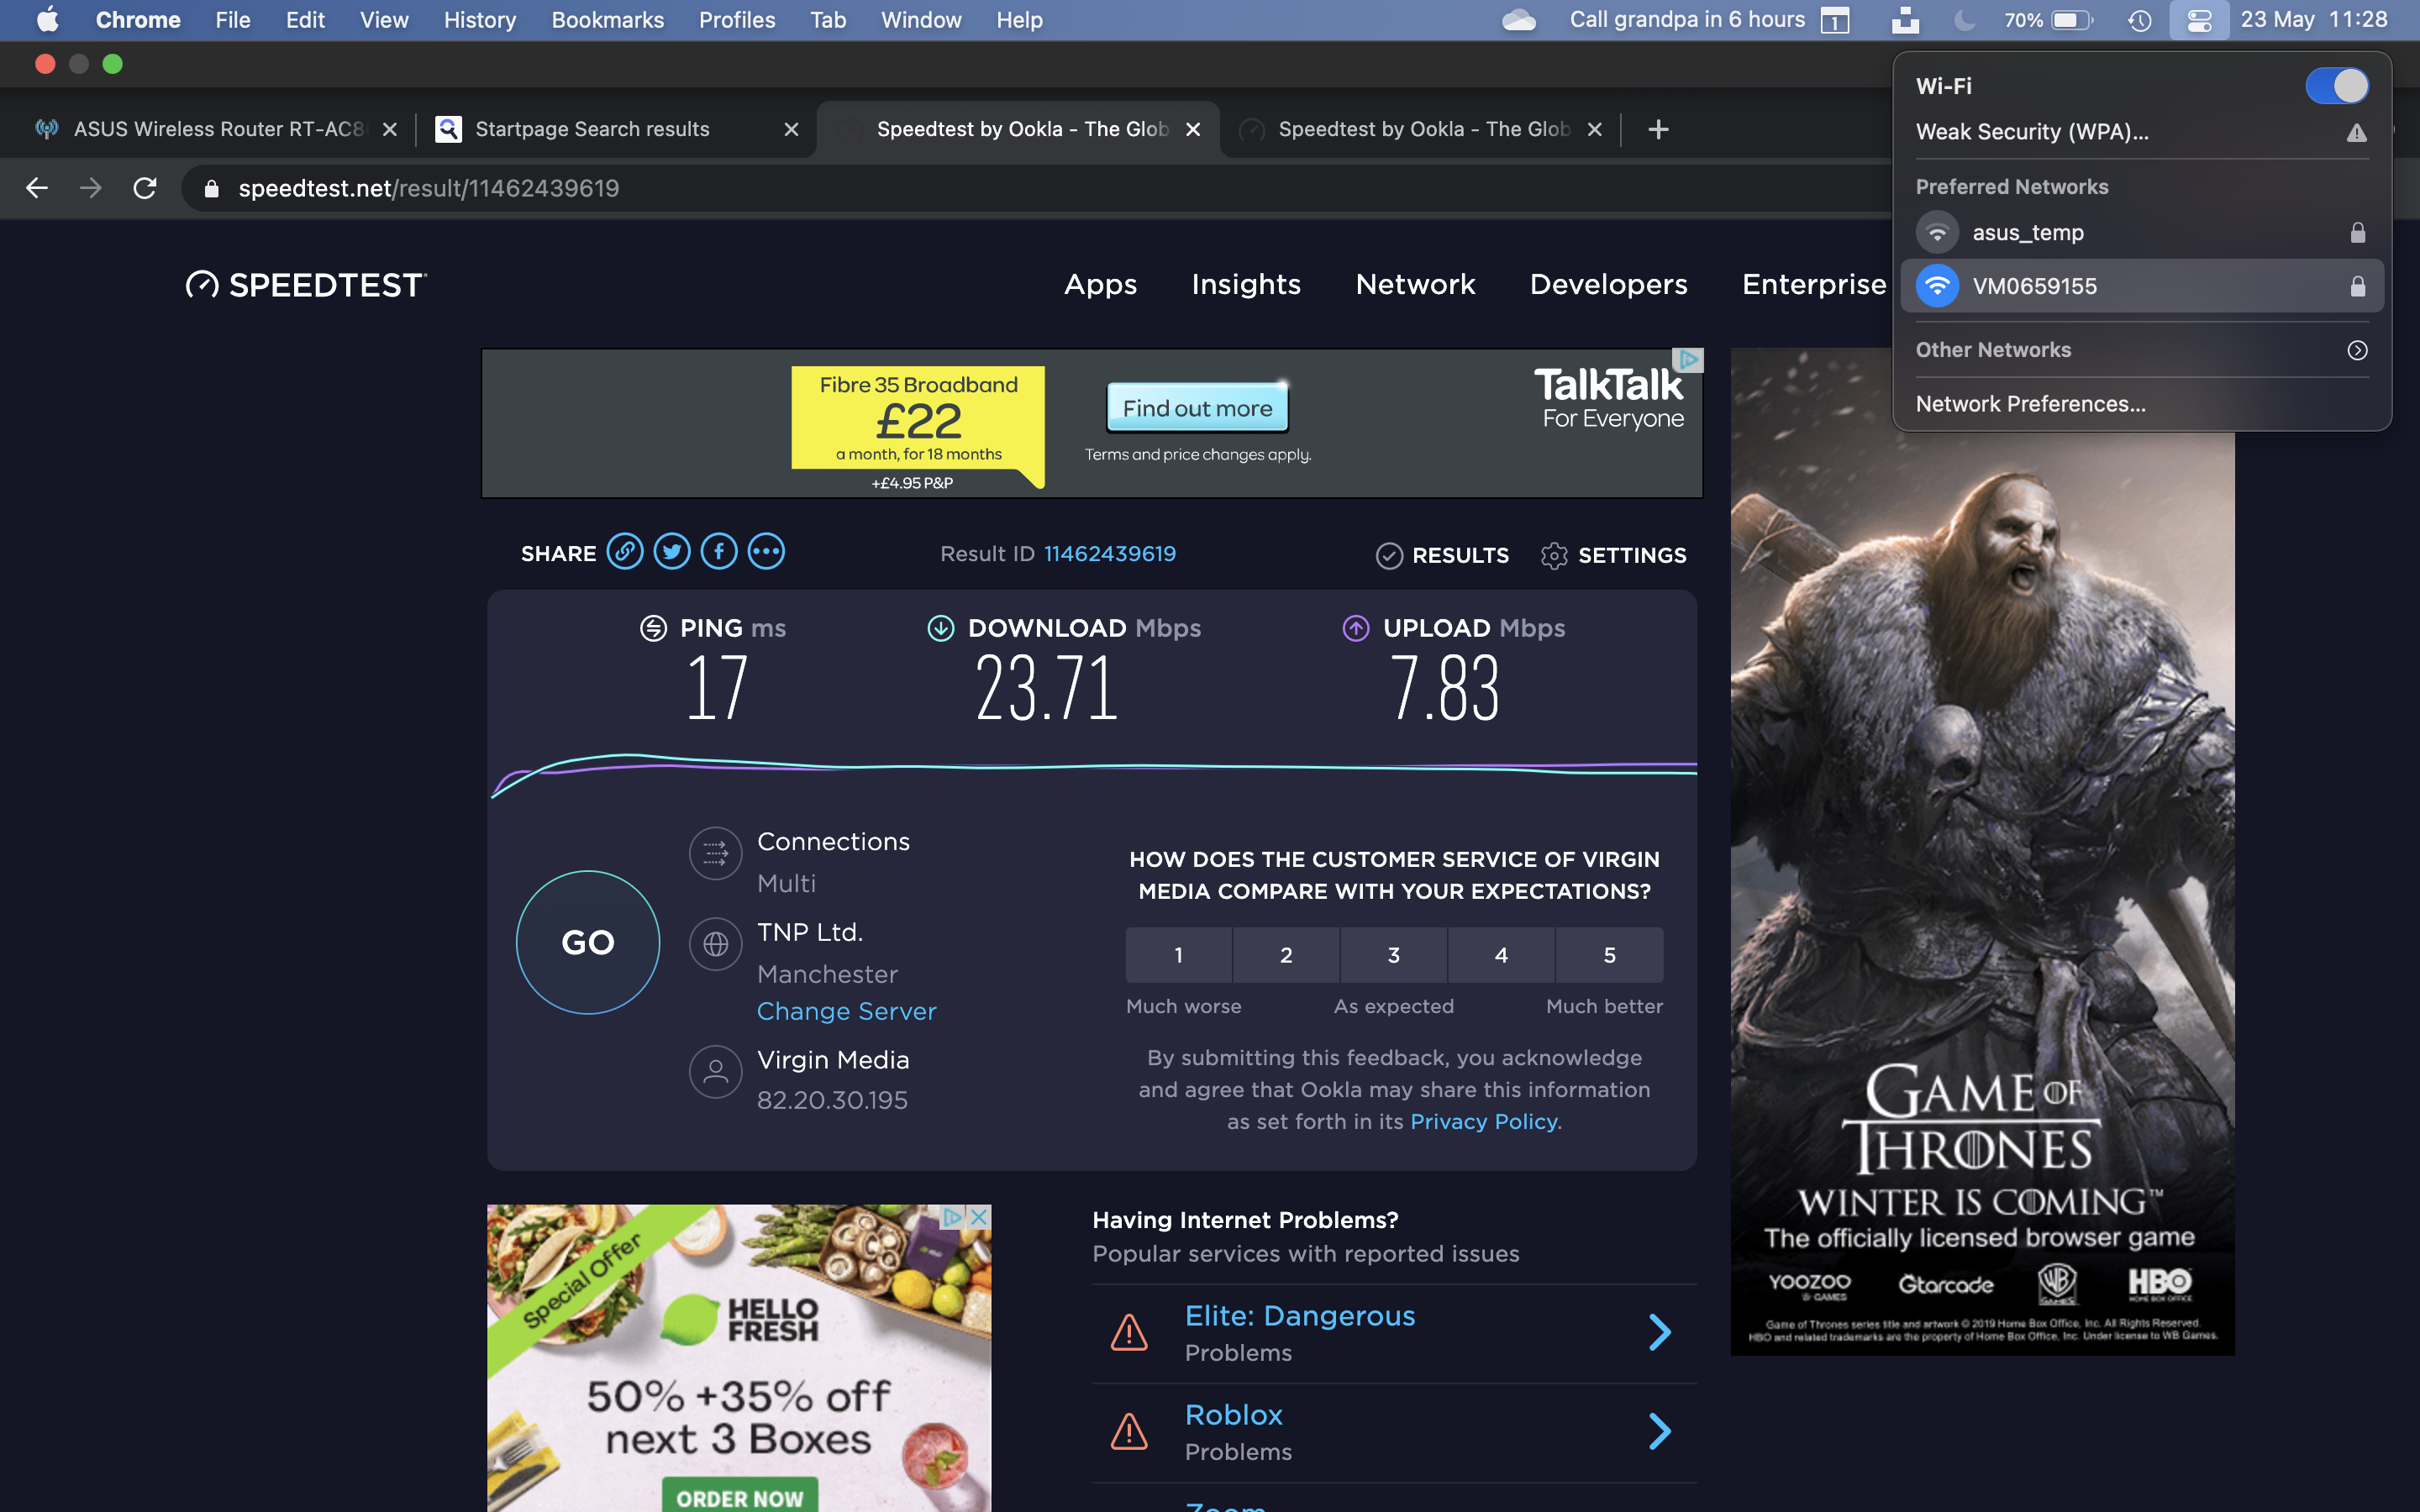 Chrome File Edit View History Bookmarks Profiles Tab Window Help
Call grandpa in 6 hours 1 70% 23 May 11:28
ASUS Wireless Router RT-AC8
Startpage Search results
Speedtest by Ookla - The Glob
Speedtest by Ookla - The Glob
speedtest.net/result/11462439619
Wi-Fi
Weak Security (WPA)...
Preferred Networks
asus_temp
VM0659155
Other Networks
Network Preferences...
SPEEDTEST
Apps Insights Network Developers Enterprise
Fibre 35 Broadband
£22
a month, for 18 months
+£4.95 P&P
Find out more
Terms and price changes apply.
TalkTalk
For Everyone
SHARE
Result ID 11462439619
RESULTS SETTINGS
PING ms
17
DOWNLOAD Mbps
23.71
UPLOAD Mbps
7.83
GO
Connections
Multi
TNP Ltd.
Manchester
Change Server
Virgin Media
82.20.30.195
HOW DOES THE CUSTOMER SERVICE OF VIRGIN
MEDIA COMPARE WITH YOUR EXPECTATIONS?
1 2 3 4 5
Much worse As expected Much better
By submitting this feedback, you acknowledge
and agree that Ookla may share this information
as set forth in its Privacy Policy.
Special Offer
HELLO
FRESH
50% +35% off
next 3 Boxes
ORDER NOW
Having Internet Problems?
Popular services with reported issues
Elite: Dangerous
Problems
Roblox
Problems
Zoom
GAME OF
THRONES
WINTER IS COMING™
The officially licensed browser game
YOOZOO
GAMES
Gtarcade
WB
GAMES
HBO
HOME BOX OFFICE
Game of Thrones series title and artwork © 2019 Home Box Office, Inc. All Rights Reserved.
HBO and related trademarks are the property of Home Box Office, Inc. Under license to WB Games.